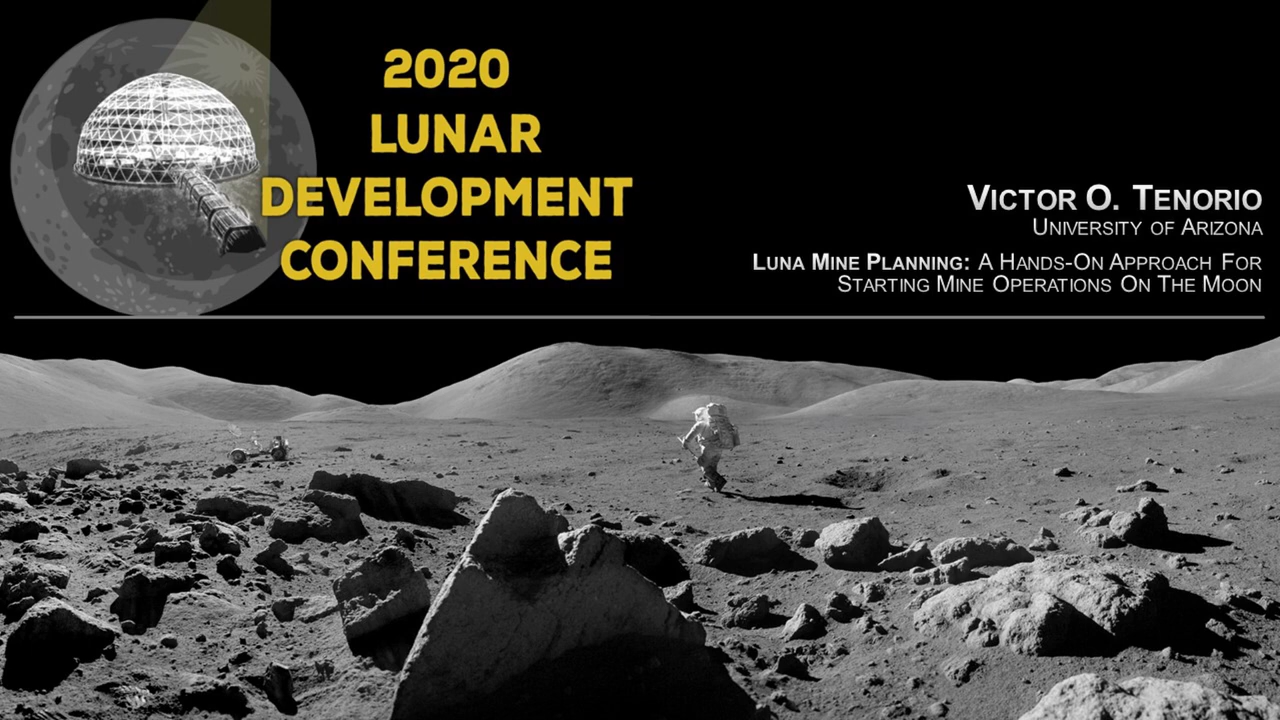 2020
LUNAR
DEVELOPMENT
CONFERENCE
VICTOR O. TENORIO
UNIVERSITY OF ARIZONA
LUNA MINE PLANNING: A HANDS-ON APPROACH FOR
STARTING MINE OPERATIONS ON THE MOON